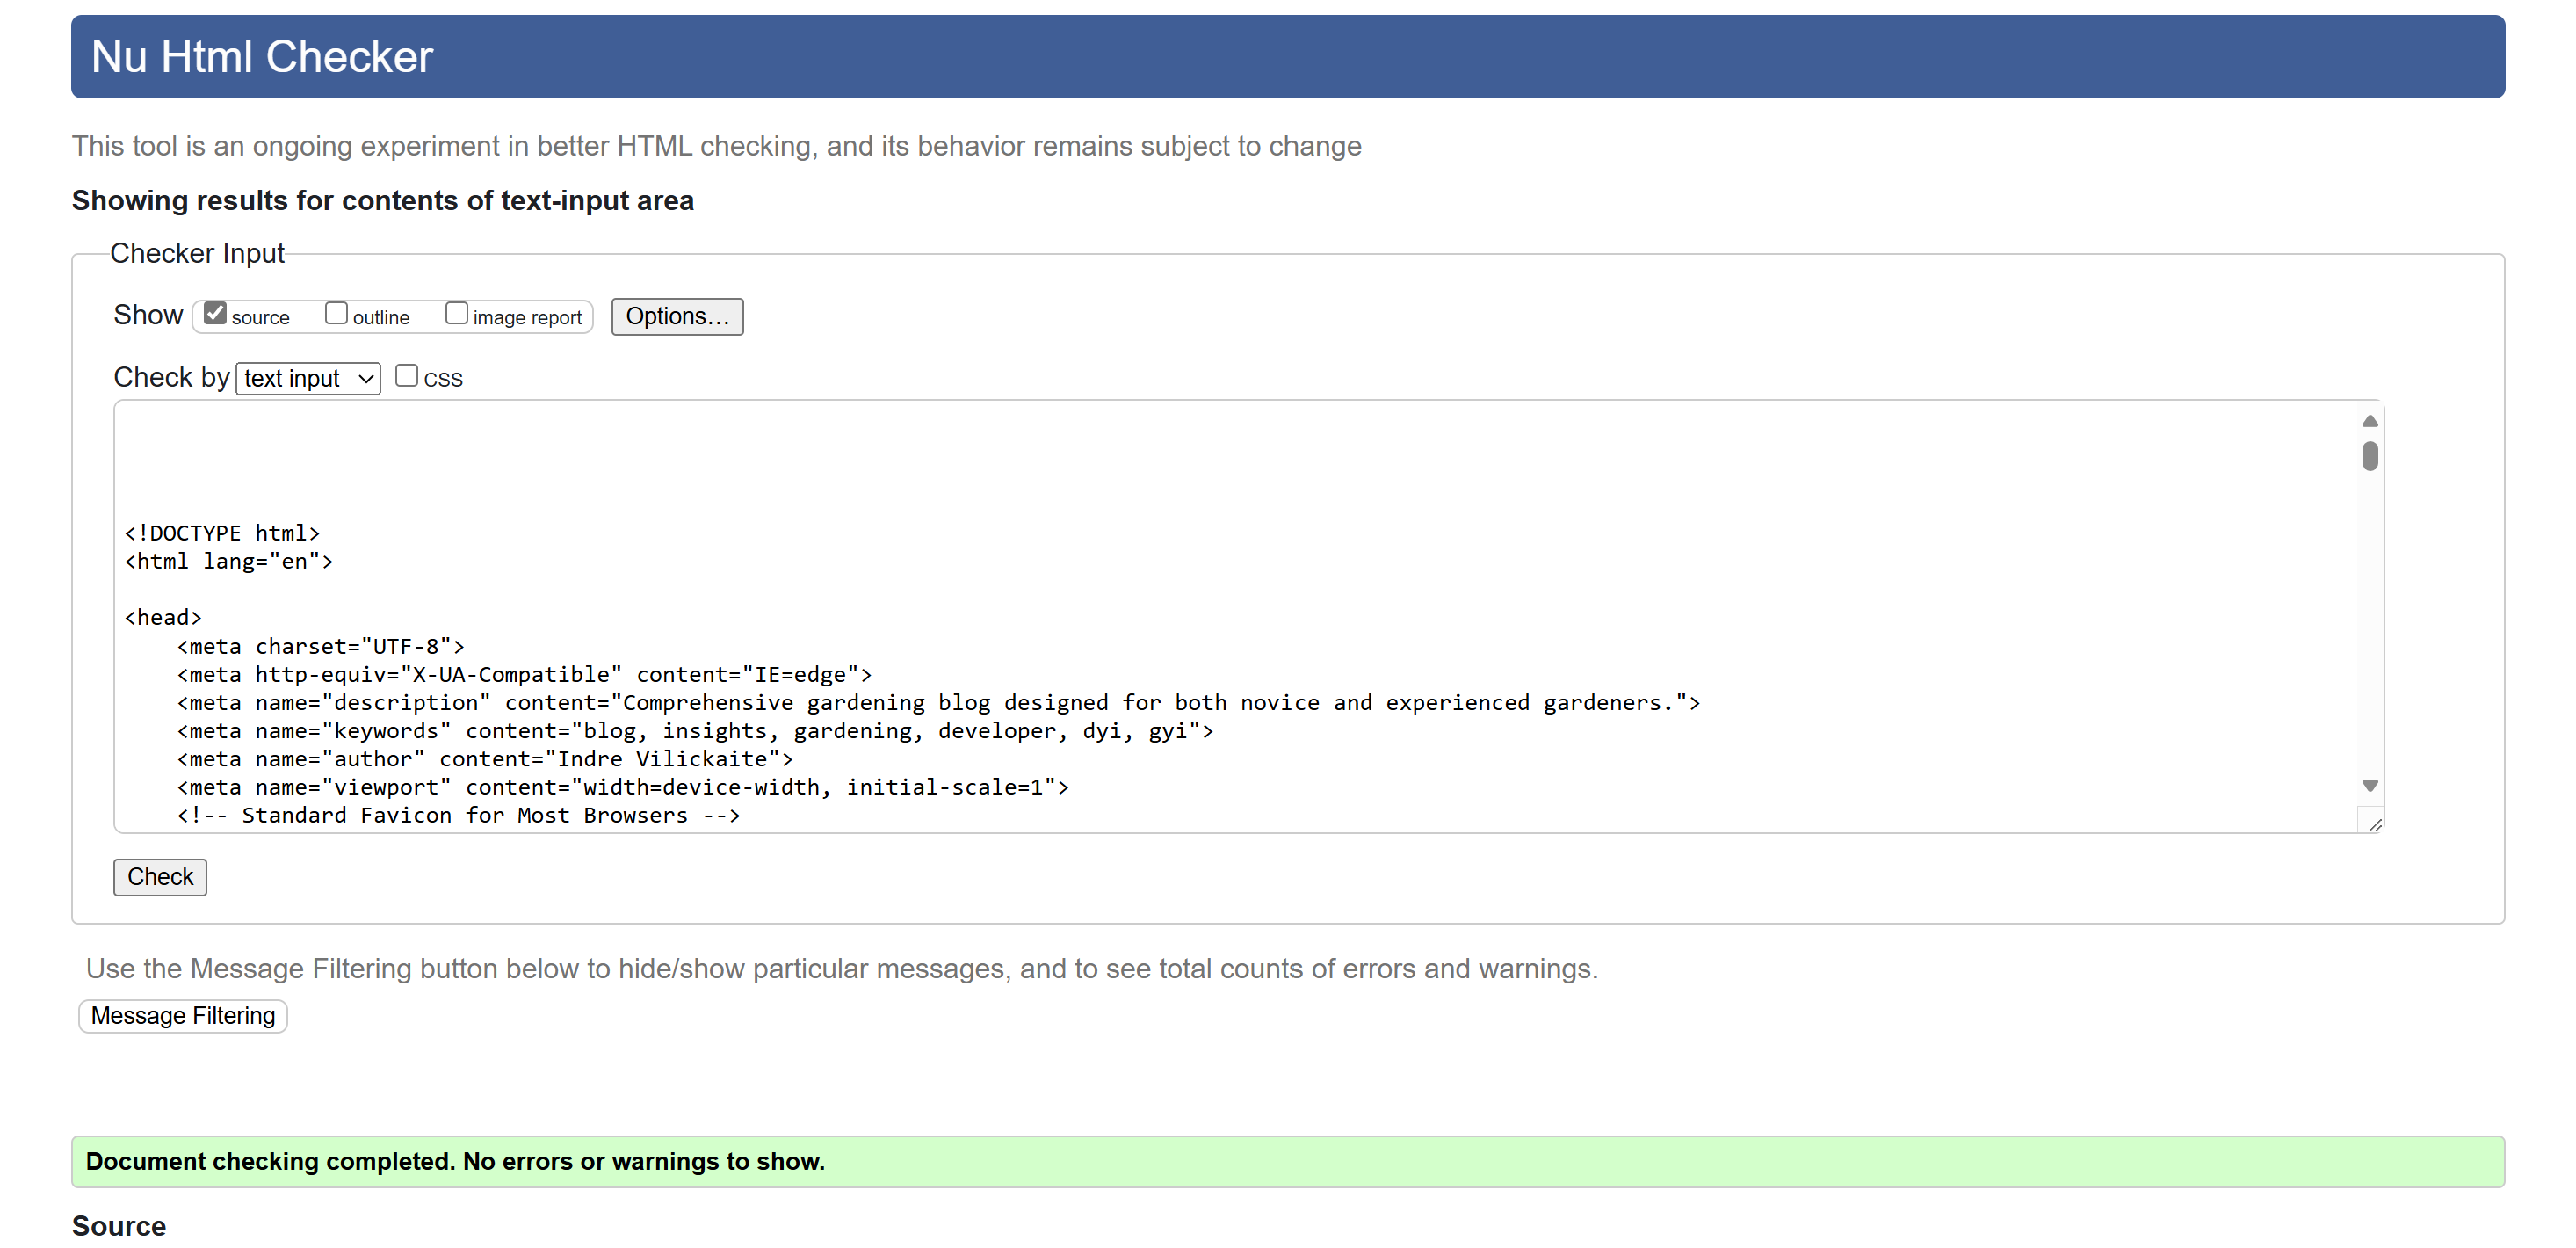 Nu Html Checker
This tool is an ongoing experiment in better HTML checking, and its behavior remains subject to change
Showing results for contents of text-input area
Checker Input
Show source outline image report Options...
Check by text input CSS
<!DOCTYPE html>
<html lang="en">
<head>
<meta charset="UTF-8">
<meta http-equiv="X-UA-Compatible" content="IE=edge">
<meta name="description" content="Comprehensive gardening blog designed for both novice and experienced gardeners.">
<meta name="keywords" content="blog, insights, gardening, developer, dyi, gyi">
<meta name="author" content="Indre Vilickaite">
<meta name="viewport" content="width=device-width, initial-scale=1">
<!-- Standard Favicon for Most Browsers -->
Check
Use the Message Filtering button below to hide/show particular messages, and to see total counts of errors and warnings.
Message Filtering
Document checking completed. No errors or warnings to show.
Source